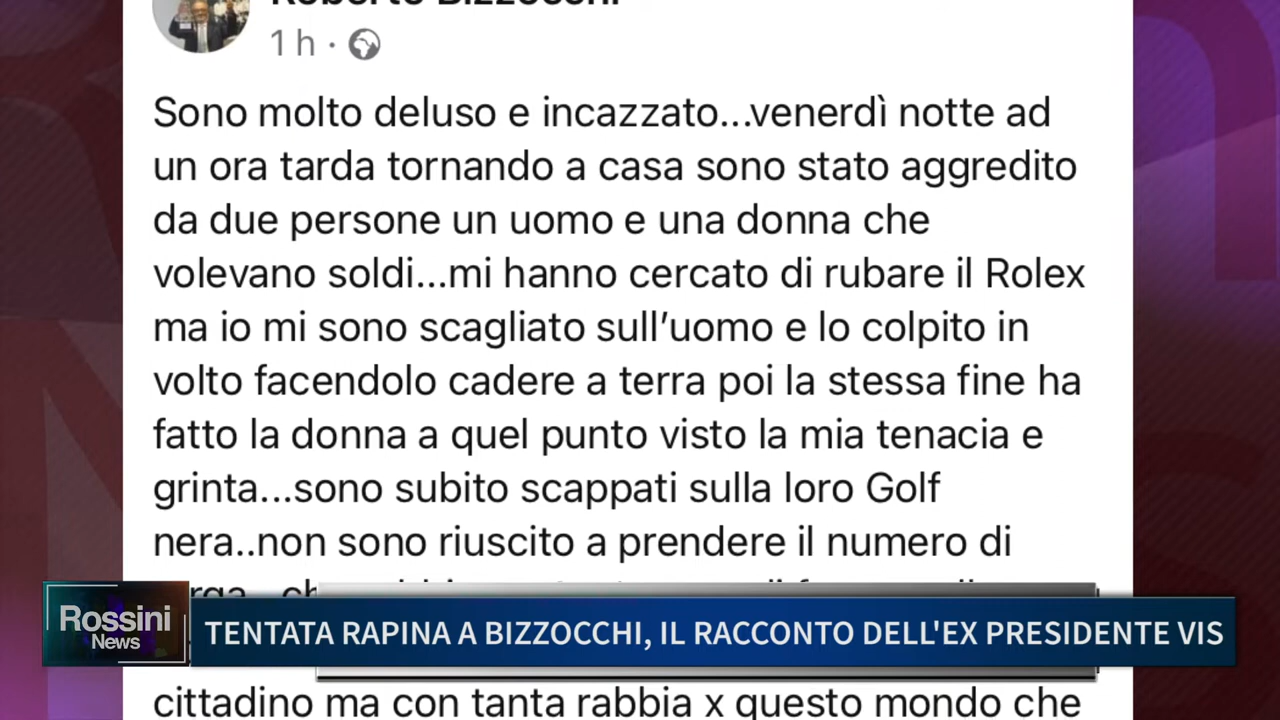 Roberto Bizzocchi
1 h ·
Sono molto deluso e incazzato...venerdì notte ad
un ora tarda tornando a casa sono stato aggredito
da due persone un uomo e una donna che
volevano soldi...mi hanno cercato di rubare il Rolex
ma io mi sono scagliato sull'uomo e lo colpito in
volto facendolo cadere a terra poi la stessa fine ha
fatto la donna a quel punto visto la mia tenacia e
grinta...sono subito scappati sulla loro Golf
nera..non sono riuscito a prendere il numero di
Rossini
News
TENTATA RAPINA A BIZZOCCHI, IL RACCONTO DELL'EX PRESIDENTE VIS
cittadino ma con tanta rabbia x questo mondo che